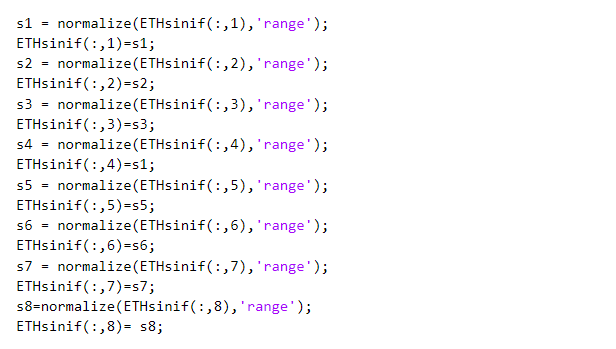 s1 = normalize(ETHsinif(:,1),'range');
ETHsinif(:,1)=s1;
s2 = normalize(ETHsinif(:,2),'range');
ETHsinif(:,2)=s2;
s3 = normalize(ETHsinif(:,3),'range');
ETHsinif(:,3)=s3;
s4 = normalize(ETHsinif(:,4),'range');
ETHsinif(:,4)=s1;
s5 = normalize(ETHsinif(:,5),'range');
ETHsinif(:,5)=s5;
s6 = normalize(ETHsinif(:,6),'range');
ETHsinif(:,6)=s6;
s7 = normalize(ETHsinif(:,7),'range');
ETHsinif(:,7)=s7;
s8=normalize(ETHsinif(:,8),'range');
ETHsinif(:,8)= s8;